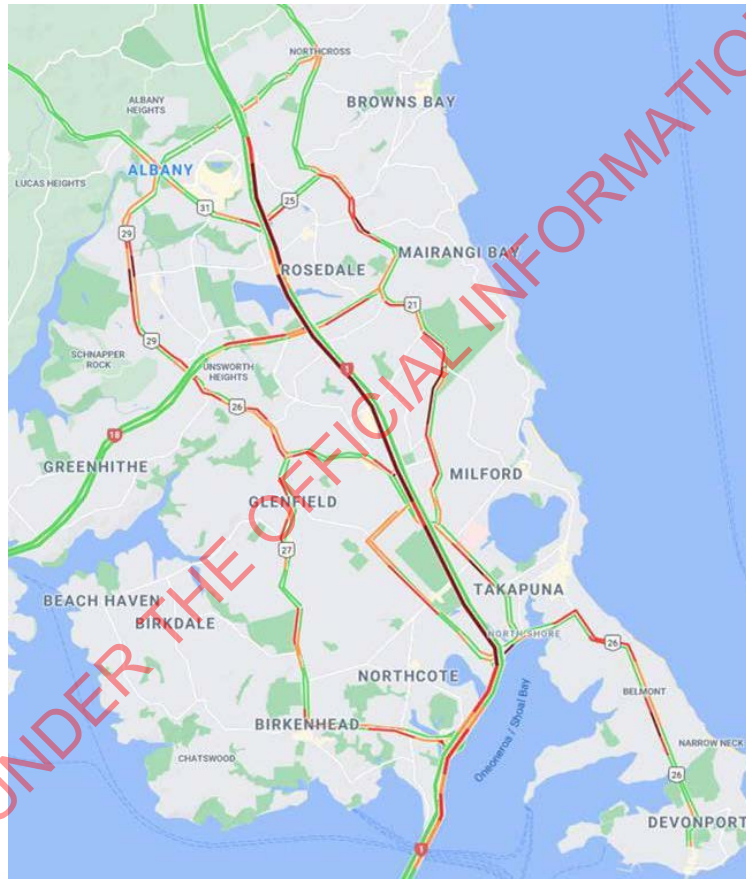 NORTHCROSS
BROWNS BAY
ALBANY
HEIGHTS
ALBANY
LUCAS HEIGHTS
31
25
29
MAIRANGI BAY
ROSEDALE
21
29
SCHNAPPER
ROCK
UNSWORTH
HEIGHTS
1
26
18
GREENHITHE
MILFORD
GLENFIELD
27
TAKAPUNA
BEACH HAVEN
BIRKDALE
NORTH SHORE
26
NORTHCOTE
BELMONT
Oneoneroa / Shoal Bay
BIRKENHEAD
NARROW NECK
CHATSWOOD
26
DEVONPORT
1
UNDER THE OFFICIAL INFORMATION